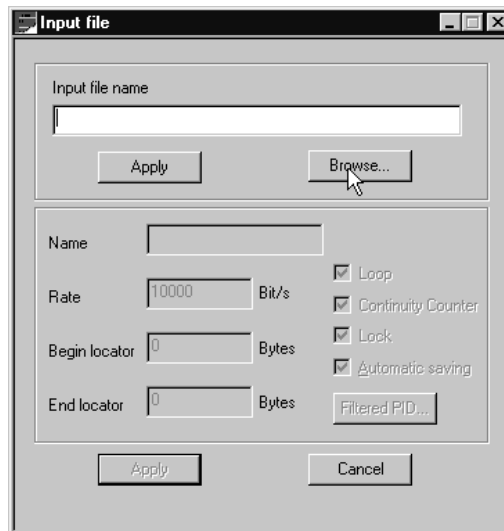 Input file
Input file name
Apply
Browse...
Name
Rate 10000 Bit/s
Begin locator 0 Bytes
End locator 0 Bytes
Loop
Continuity Counter
Lock
Automatic saving
Filtered PID...
Apply
Cancel